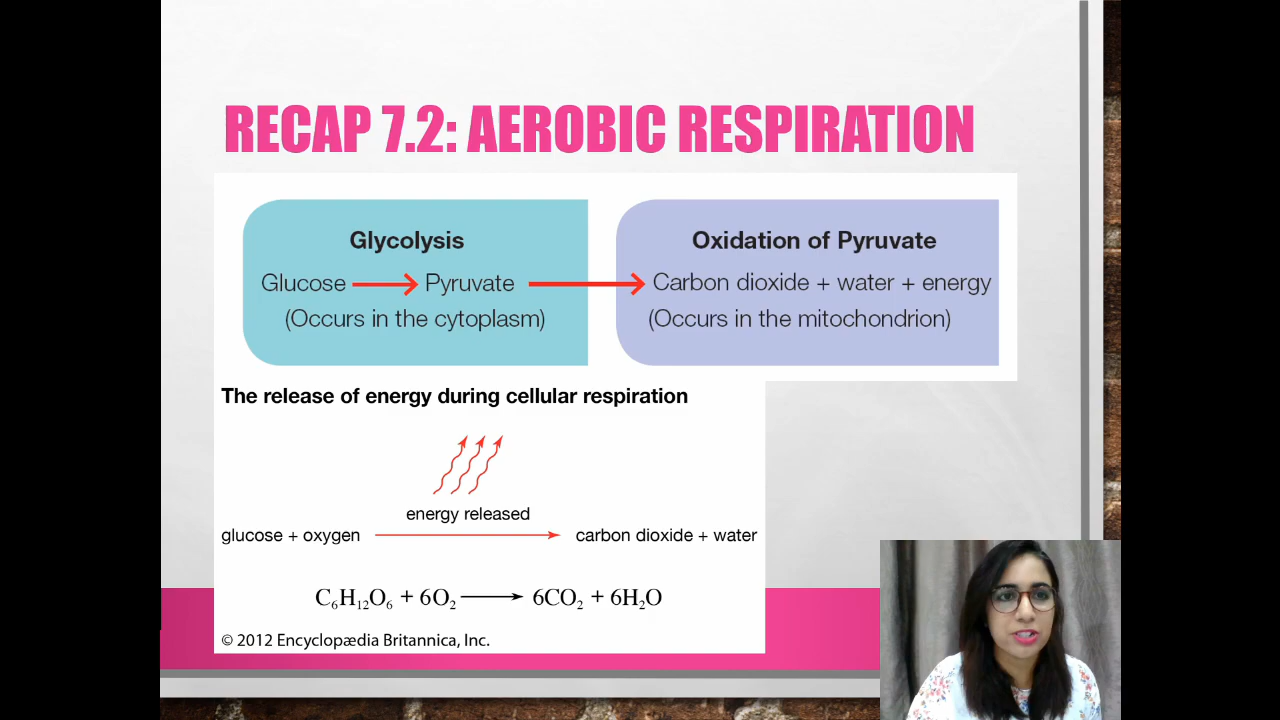 RECAP 7.2: AEROBIC RESPIRATION
Glycolysis
Glucose → Pyruvate
(Occurs in the cytoplasm)
Oxidation of Pyruvate
Carbon dioxide + water + energy
(Occurs in the mitochondrion)
The release of energy during cellular respiration
energy released
glucose + oxygen → carbon dioxide + water
C₆H₁₂O₆ + 6O₂ → 6CO₂ + 6H₂O
© 2012 Encyclopædia Britannica, Inc.